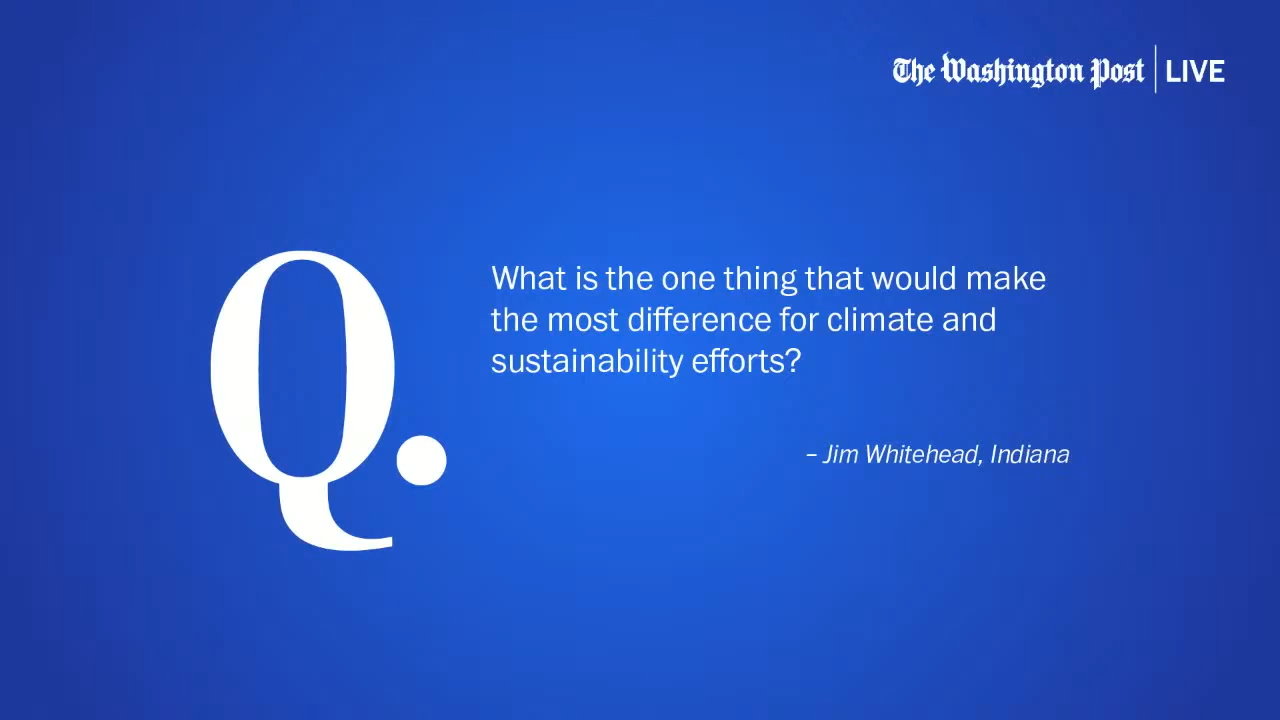 The Washington Post | LIVE
Q.
What is the one thing that would make
the most difference for climate and
sustainability efforts?
– Jim Whitehead, Indiana